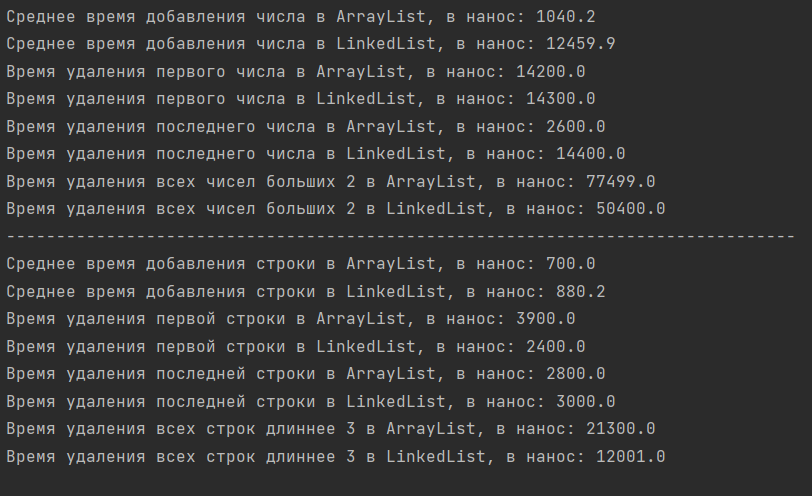 Среднее время добавления числа в ArrayList, в нанос: 1040.2
Среднее время добавления числа в LinkedList, в нанос: 12459.9
Время удаления первого числа в ArrayList, в нанос: 14200.0
Время удаления первого числа в LinkedList, в нанос: 14300.0
Время удаления последнего числа в ArrayList, в нанос: 2600.0
Время удаления последнего числа в LinkedList, в нанос: 14400.0
Время удаления всех чисел больших 2 в ArrayList, в нанос: 77499.0
Время удаления всех чисел больших 2 в LinkedList, в нанос: 50400.0
-------------------------------------------------------------------------------
Среднее время добавления строки в ArrayList, в нанос: 700.0
Среднее время добавления строки в LinkedList, в нанос: 880.2
Время удаления первой строки в ArrayList, в нанос: 3900.0
Время удаления первой строки в LinkedList, в нанос: 2400.0
Время удаления последней строки в ArrayList, в нанос: 2800.0
Время удаления последней строки в LinkedList, в нанос: 3000.0
Время удаления всех строк длиннее 3 в ArrayList, в нанос: 21300.0
Время удаления всех строк длиннее 3 в LinkedList, в нанос: 12001.0